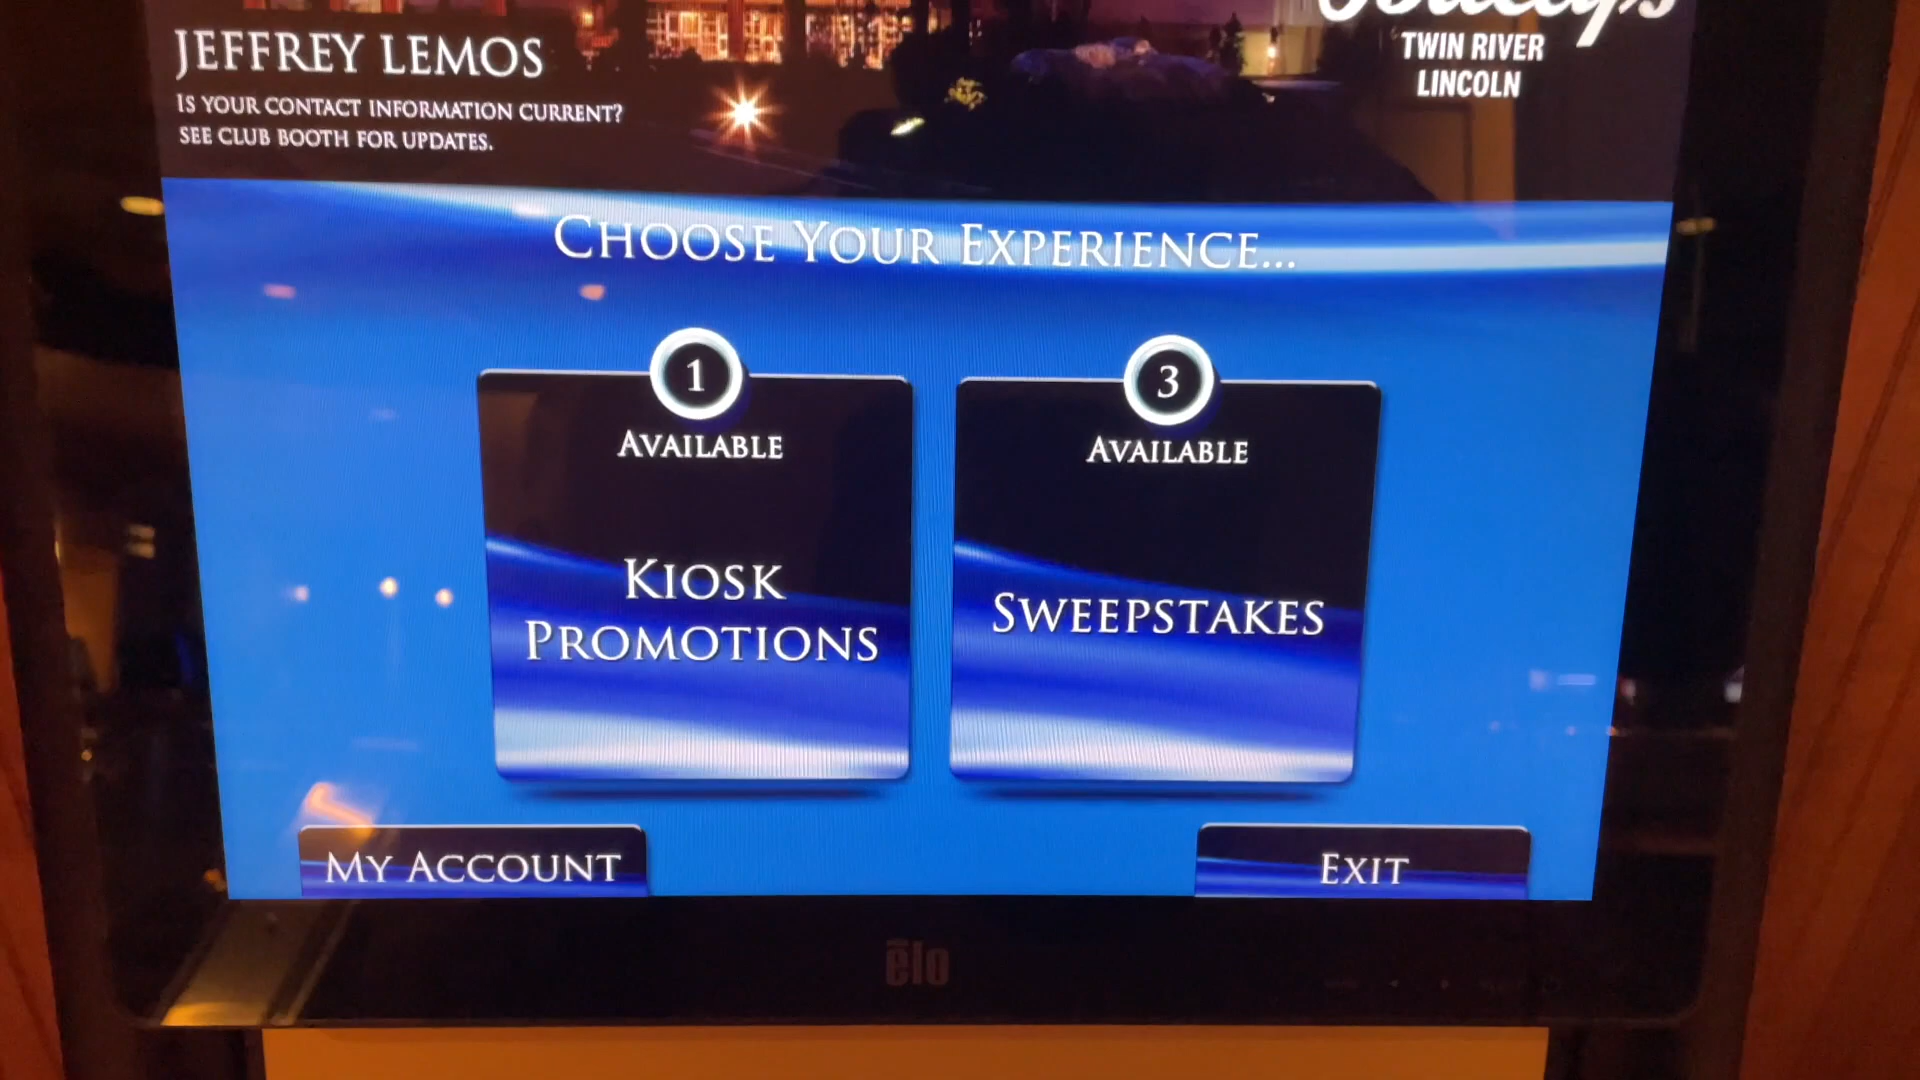 JEFFREY LEMOS
IS YOUR CONTACT INFORMATION CURRENT?
SEE CLUB BOOTH FOR UPDATES.
TWIN RIVER
LINCOLN
CHOOSE YOUR EXPERIENCE...
1
AVAILABLE
KIOSK
PROMOTIONS
3
AVAILABLE
SWEEPSTAKES
MY ACCOUNT
EXIT
elo